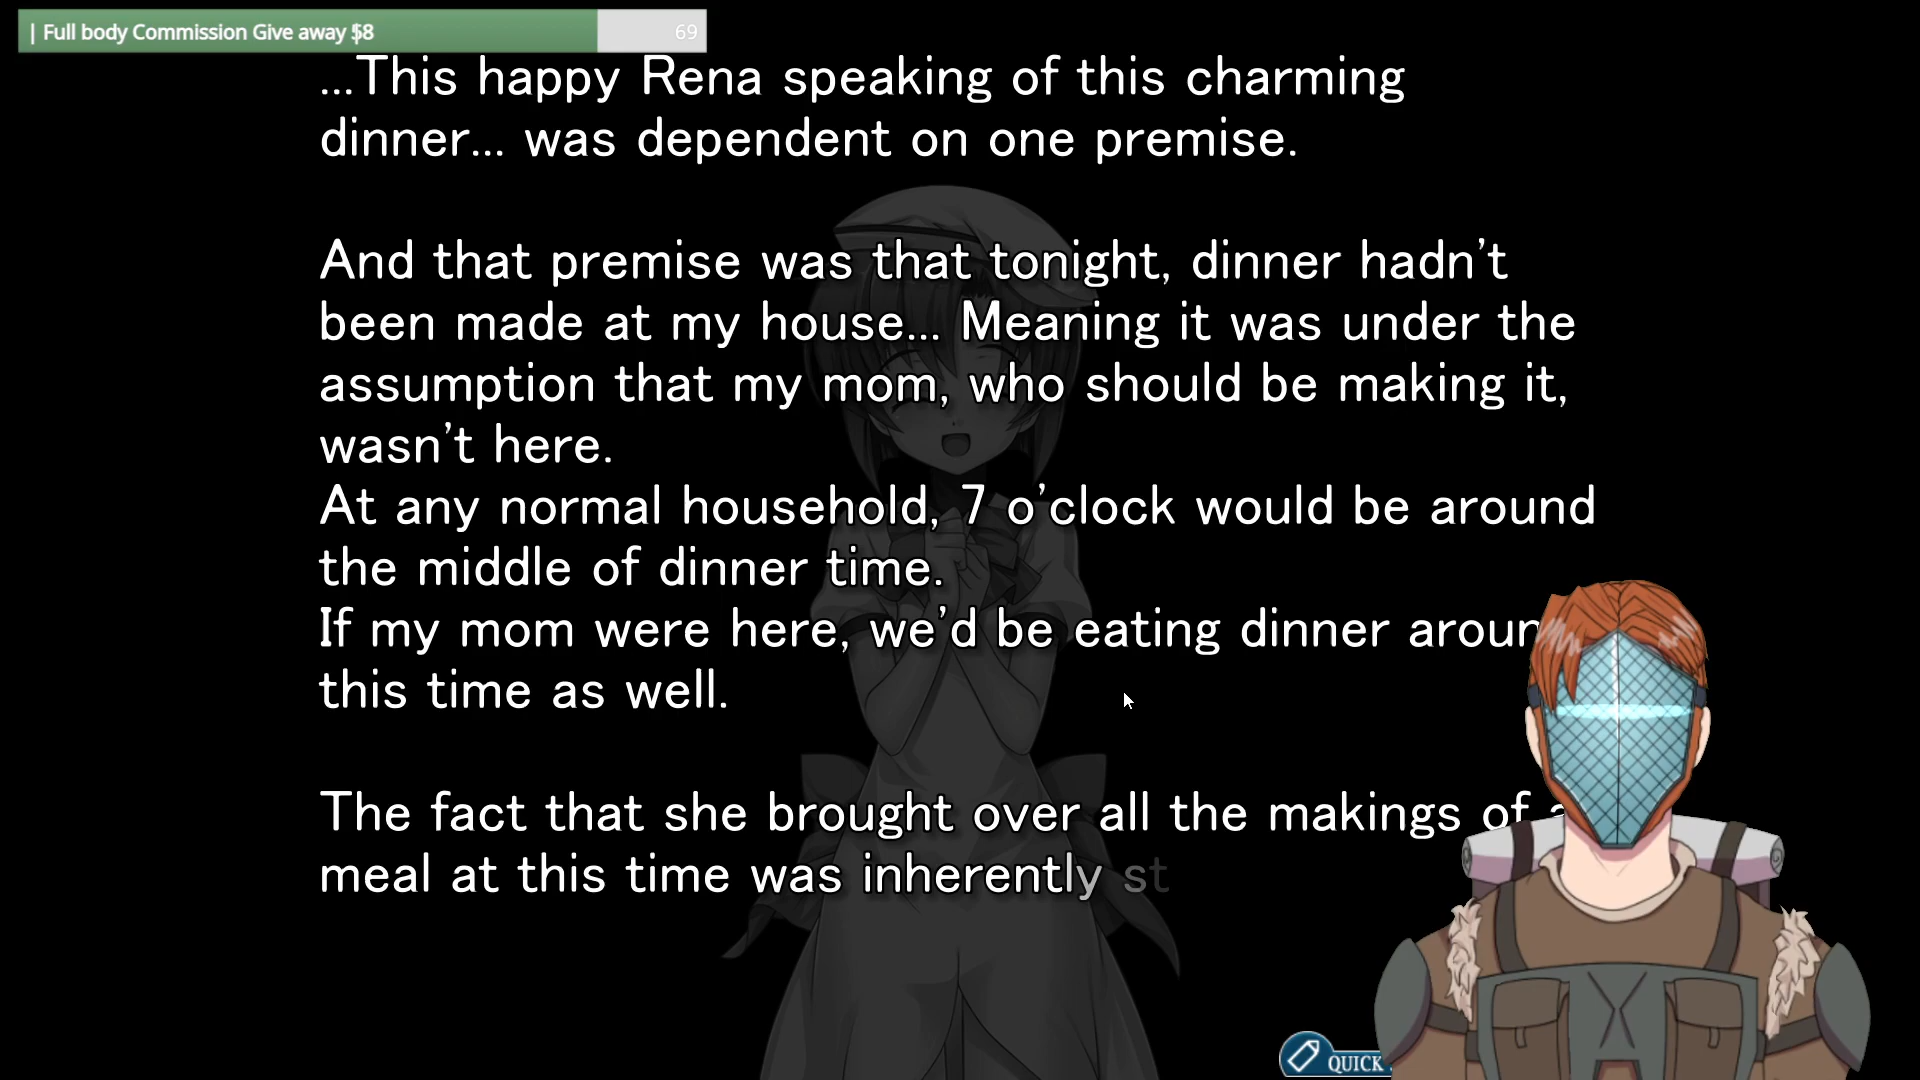 | Full body Commission Give away $8
69
...This happy Rena speaking of this charming
dinner... was dependent on one premise.
And that premise was that tonight, dinner hadn't
been made at my house... Meaning it was under the
assumption that my mom, who should be making it,
wasn't here.
At any normal household, 7 o'clock would be around
the middle of dinner time.
If my mom were here, we'd be eating dinner aroun
this time as well.
The fact that she brought over all the makings of a
meal at this time was inherently st
QUICK